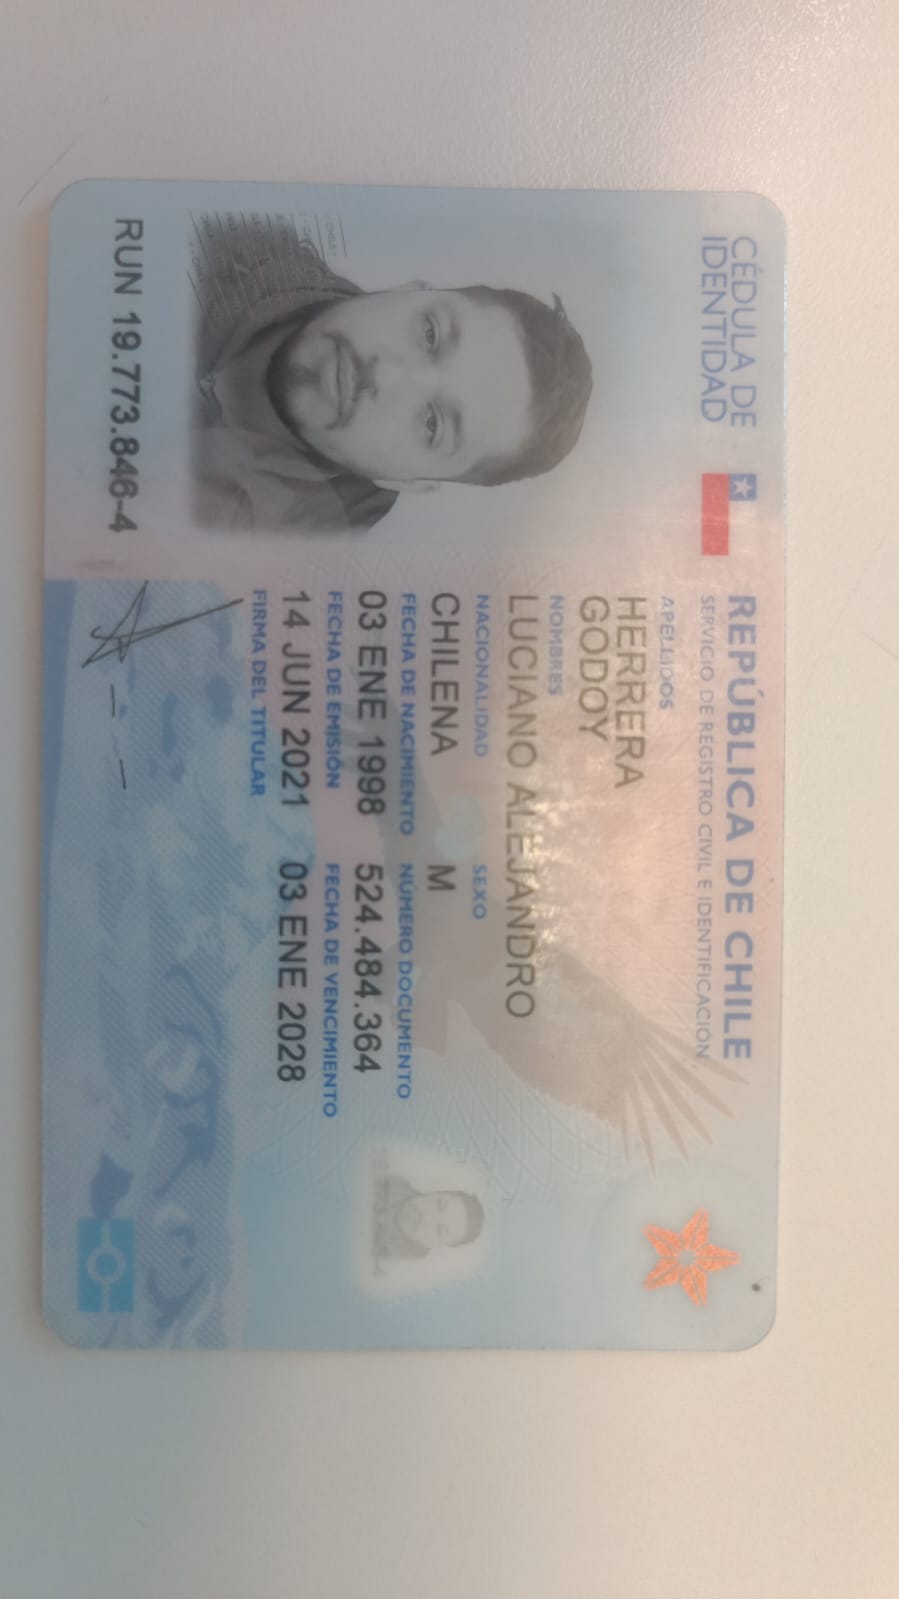 CÉDULA DE
IDENTIDAD
REPÚBLICA DE CHILE
SERVICIO DE REGISTRO CIVIL E IDENTIFICACIÓN
APELLIDOS
HERRERA
GODOY
NOMBRES
LUCIANO ALEJANDRO
NACIONALIDAD SEXO
CHILENA M
FECHA DE NACIMIENTO NÚMERO DOCUMENTO
03 ENE 1998 524.484.364
FECHA DE EMISIÓN FECHA DE VENCIMIENTO
14 JUN 2021 03 ENE 2028
FIRMA DEL TITULAR
RUN 19.773.846-4